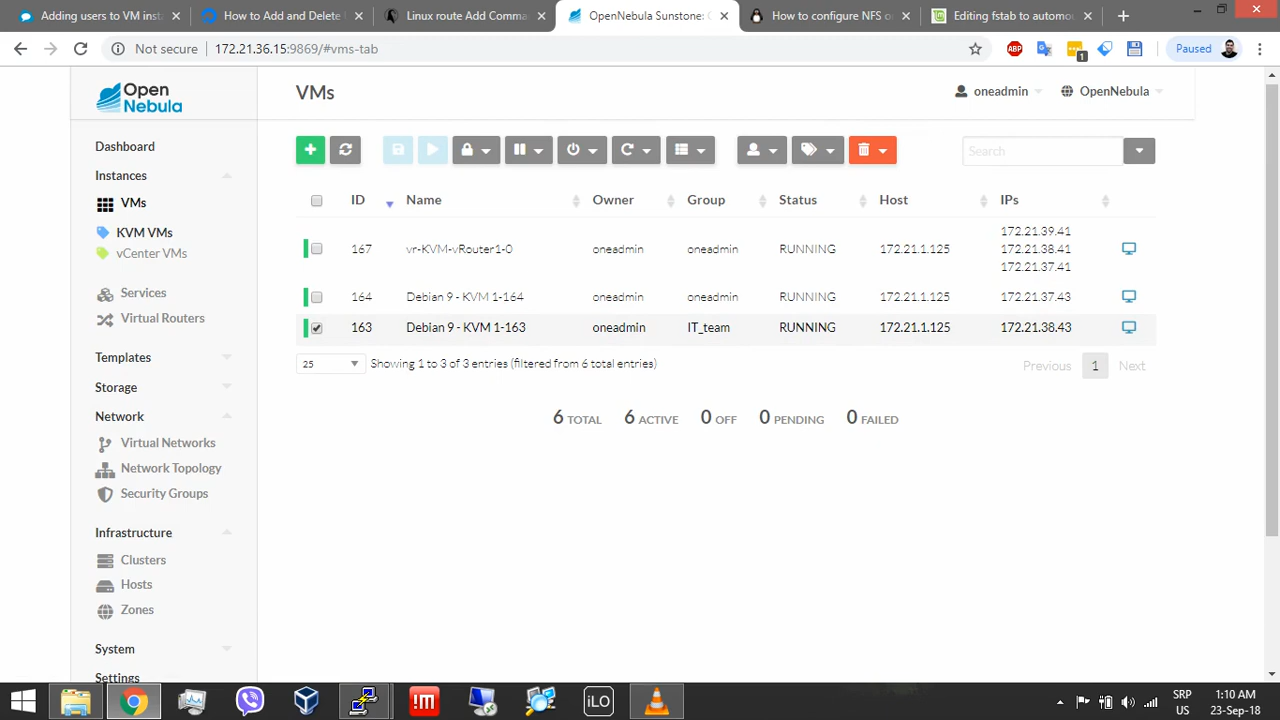 Adding users to VM inst
How to Add and Delete
Linux route Add Comma
OpenNebula Sunstone: 
How to configure NFS o
Editing fstab to automou
Not secure
172.21.36.15:9869/#vms-tab
ABP
1
Paused
Open Nebula
VMs
oneadmin
OpenNebula
Dashboard
Instances
VMs
KVM VMs
vCenter VMs
Services
Virtual Routers
Templates
Storage
Network
Virtual Networks
Network Topology
Security Groups
Infrastructure
Clusters
Hosts
Zones
System
Settings
Search
ID Name Owner Group Status Host IPs
167 vr-KVM-vRouter1-0 oneadmin oneadmin RUNNING 172.21.1.125 172.21.39.41
172.21.38.41
172.21.37.41
164 Debian 9 - KVM 1-164 oneadmin oneadmin RUNNING 172.21.1.125 172.21.37.43
163 Debian 9 - KVM 1-163 oneadmin IT_team RUNNING 172.21.1.125 172.21.38.43
25 Showing 1 to 3 of 3 entries (filtered from 6 total entries)
Previous 1 Next
6 TOTAL 6 ACTIVE 0 OFF 0 PENDING 0 FAILED
!m
iLO
SRP
US
1:10 AM
23-Sep-18